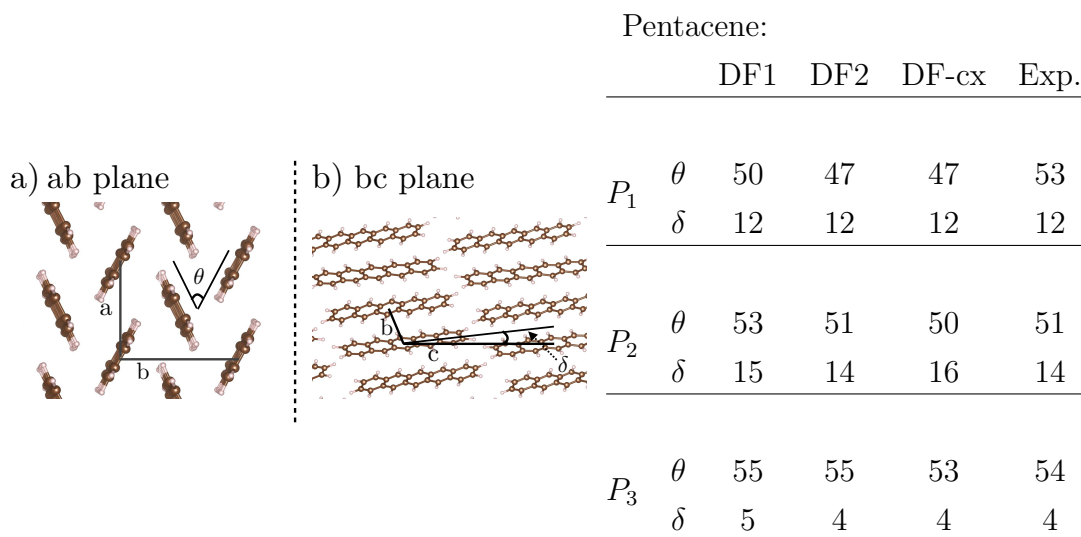 a) ab plane
θ
a
b
b) bc plane
b
c
δ
Pentacene:
DF1 DF2 DF-cx Exp.
P₁ θ 50 47 47 53
δ 12 12 12 12
P₂ θ 53 51 50 51
δ 15 14 16 14
P₃ θ 55 55 53 54
δ 5 4 4 4